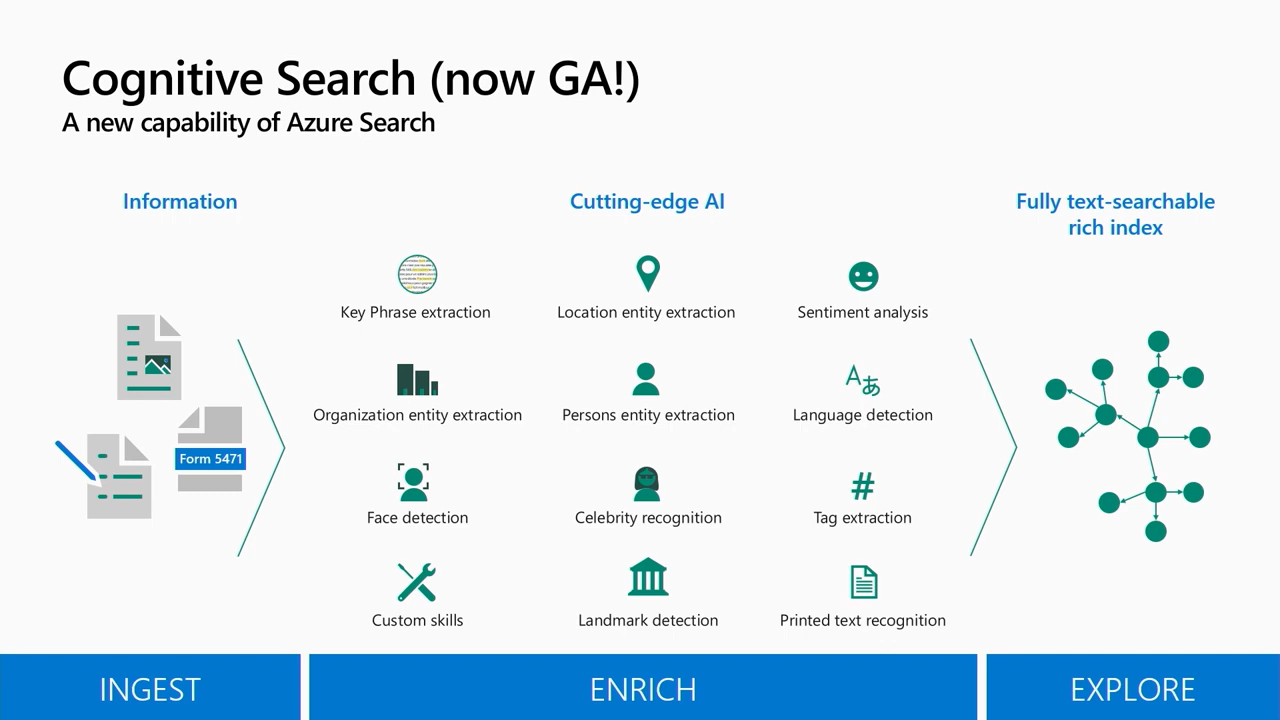 Cognitive Search (now GA!)
A new capability of Azure Search
Information
Cutting-edge AI
Fully text-searchable
rich index
Key Phrase extraction
Location entity extraction
Sentiment analysis
Organization entity extraction
Persons entity extraction
Aあ
Language detection
Form 5471
Face detection
Celebrity recognition
#
Tag extraction
Custom skills
Landmark detection
Printed text recognition
INGEST
ENRICH
EXPLORE